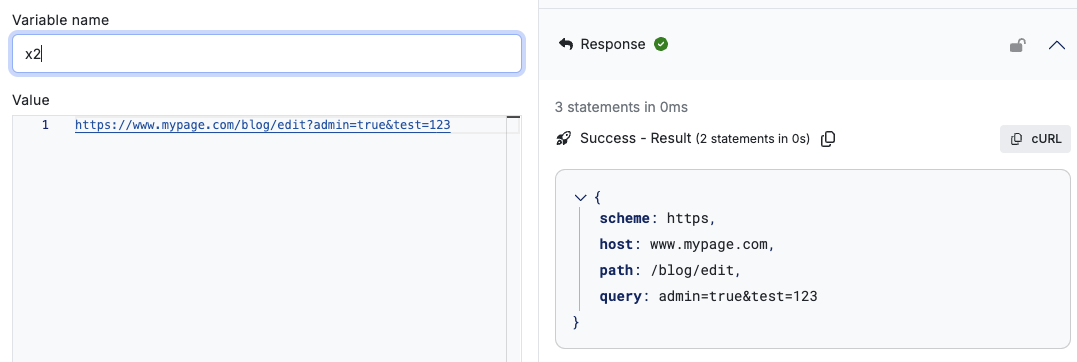 Variable name
x2
Value
1 https://www.mypage.com/blog/edit?admin=true&test=123
Response
3 statements in 0ms
Success - Result (2 statements in 0s)
cURL
{
scheme: https,
host: www.mypage.com,
path: /blog/edit,
query: admin=true&test=123
}